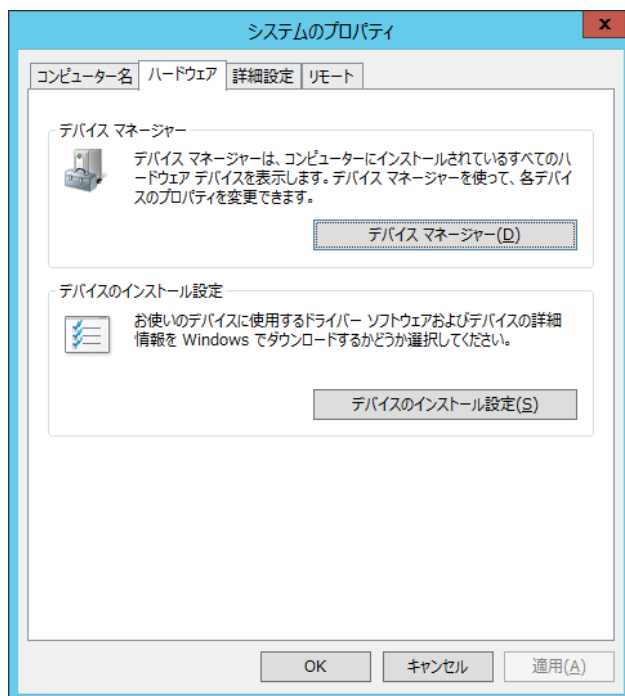 システムのプロパティ
x
コンピューター名 ハードウェア 詳細設定 リモート
デバイス マネージャー
デバイス マネージャーは、コンピューターにインストールされているすべてのハ
ードウェア デバイスを表示します。デバイス マネージャーを使って、各デバイ
スのプロパティを変更できます。
デバイス マネージャー(D)
デバイスのインストール設定
お使いのデバイスに使用するドライバー ソフトウェアおよびデバイスの詳細
情報を Windows でダウンロードするかどうか選択してください。
デバイスのインストール設定(S)
OK キャンセル 適用(A)